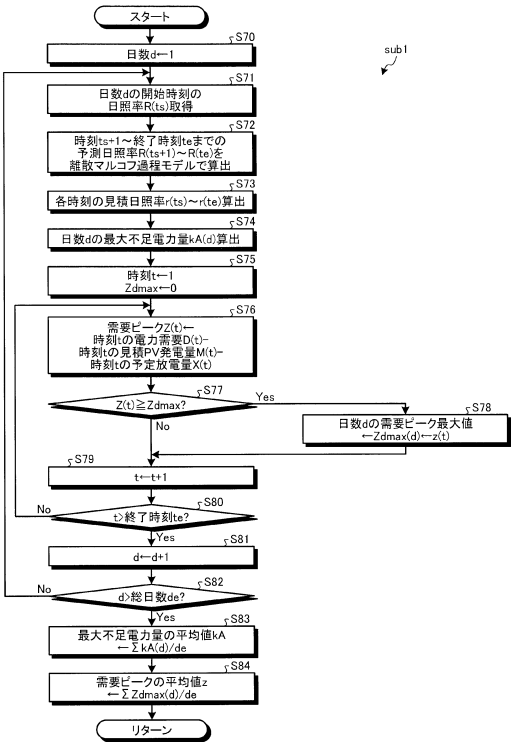 スタート
S70
日数d←1
sub1
S71
日数dの開始時刻の
日照率R(ts)取得
S72
時刻ts+1～終了時刻teまでの
予測日照率R(ts+1)～R(te)を
離散マルコフ過程モデルで算出
S73
各時刻の見積日照率r(ts)～r(te)算出
S74
日数dの最大不足電力量kA(d)算出
S75
時刻t←1
Zdmax←0
S76
需要ピークZ(t)←
時刻tの電力需要D(t)-
時刻tの見積PV発電量M(t)-
時刻tの予定放電量X(t)
S77
Z(t)≧Zdmax?
Yes
No
S78
日数dの需要ピーク最大値
←Zdmax(d)←z(t)
S79
t←t+1
S80
t>終了時刻te?
No
Yes
S81
d←d+1
S82
d>総日数de?
No
Yes
S83
最大不足電力量の平均値kA
←ΣkA(d)/de
S84
需要ピークの平均値z
←ΣZdmax(d)/de
リターン